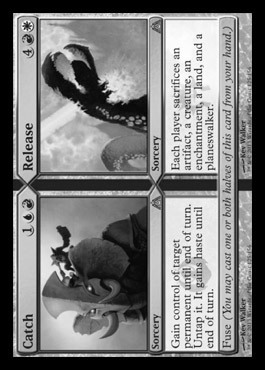 Catch 1
Sorcery
Gain control of target
permanent until end of turn.
Untap it. It gains haste until
end of turn.
Release 4
Sorcery
Each player sacrifices an
artifact, a creature, an
enchantment, a land, and a
planeswalker.
Fuse (You may cast one or both halves of this card from your hand.)
Kev Walker
Kev Walker